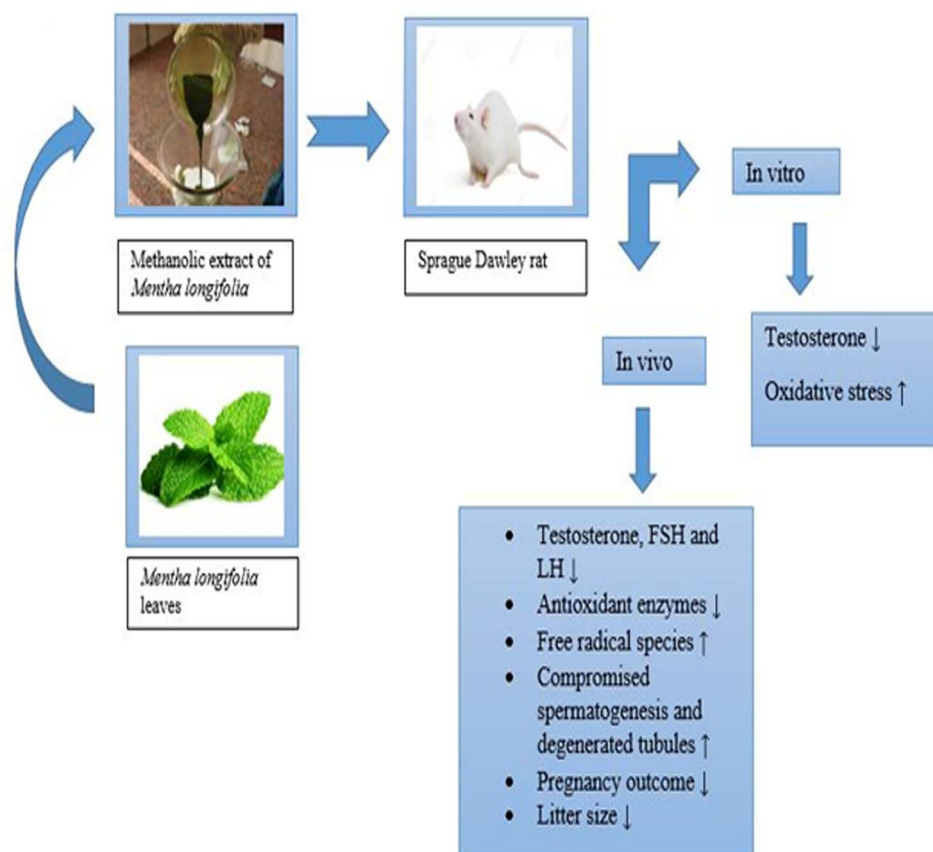 Methanolic extract of
Mentha longifolia
Sprague Dawley rat
In vitro
Testosterone ↓
Oxidative stress ↑
In vivo
Mentha longifolia
leaves
• Testosterone, FSH and
LH ↓
• Antioxidant enzymes ↓
• Free radical species ↑
• Compromised
spermatogenesis and
degenerated tubules ↑
• Pregnancy outcome ↓
• Litter size ↓